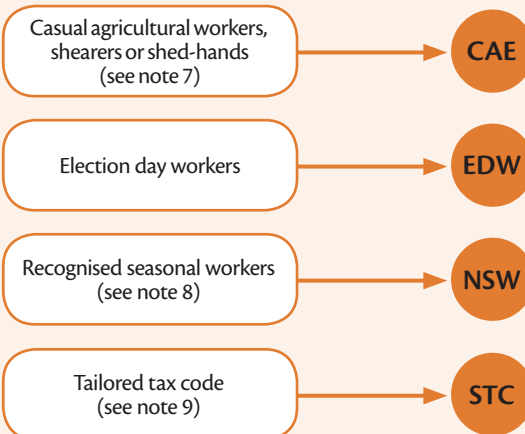 Casual agricultural workers,
shearers or shed-hands
(see note 7)
CAE
Election day workers
EDW
Recognised seasonal workers
(see note 8)
NSW
Tailored tax code
(see note 9)
STC